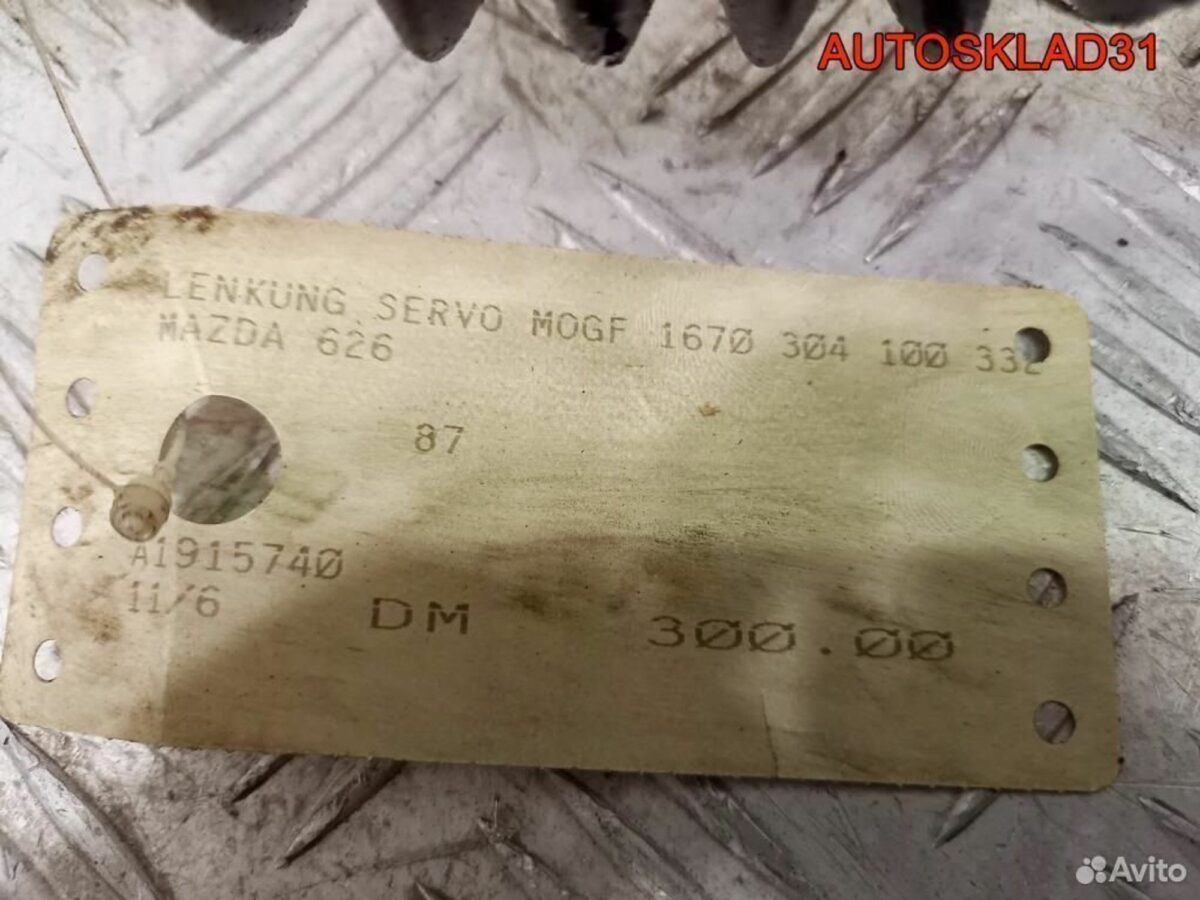 AUTOSKLAD31
LENKUNG SERVO MOGF 1670 304 100 332
MAZDA 626
87
A1915740
11/6
DM 300.00
Avito